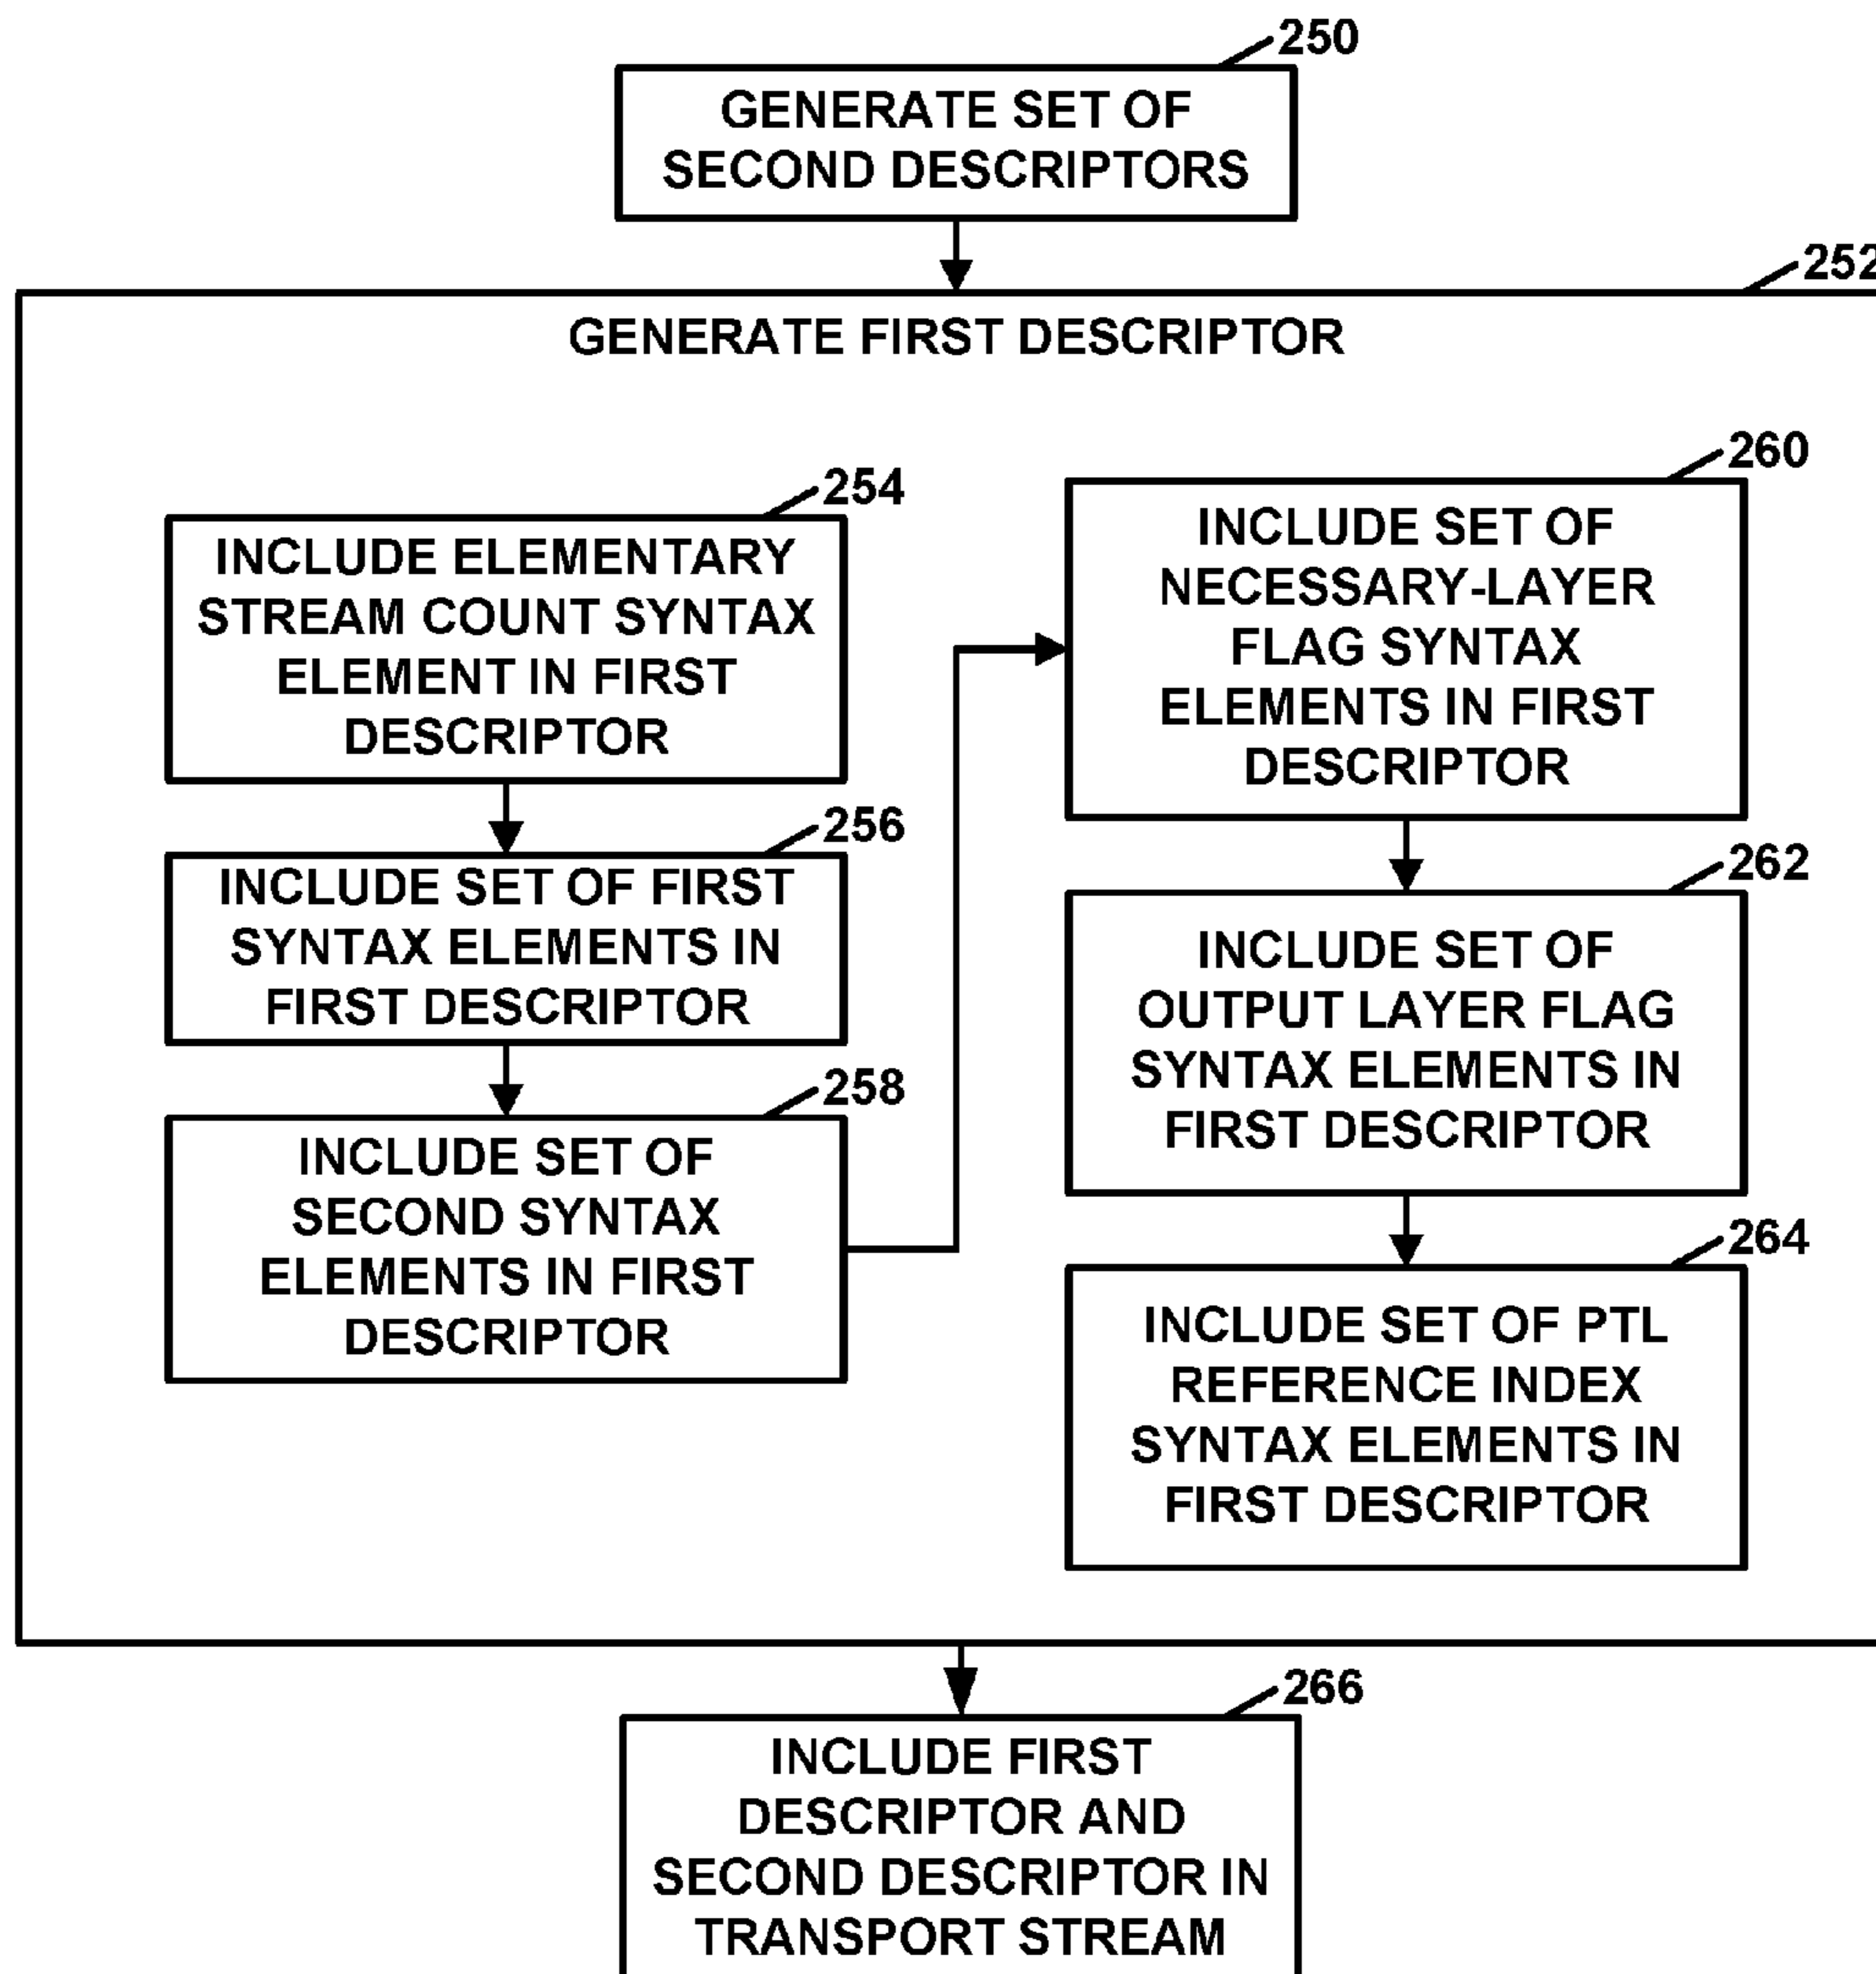 250
GENERATE SET OF
SECOND DESCRIPTORS
252
GENERATE FIRST DESCRIPTOR
254
INCLUDE ELEMENTARY
STREAM COUNT SYNTAX
ELEMENT IN FIRST
DESCRIPTOR
256
INCLUDE SET OF FIRST
SYNTAX ELEMENTS IN
FIRST DESCRIPTOR
258
INCLUDE SET OF
SECOND SYNTAX
ELEMENTS IN FIRST
DESCRIPTOR
260
INCLUDE SET OF
NECESSARY-LAYER
FLAG SYNTAX
ELEMENTS IN FIRST
DESCRIPTOR
262
INCLUDE SET OF
OUTPUT LAYER FLAG
SYNTAX ELEMENTS IN
FIRST DESCRIPTOR
264
INCLUDE SET OF PTL
REFERENCE INDEX
SYNTAX ELEMENTS IN
FIRST DESCRIPTOR
266
INCLUDE FIRST
DESCRIPTOR AND
SECOND DESCRIPTOR IN
TRANSPORT STREAM